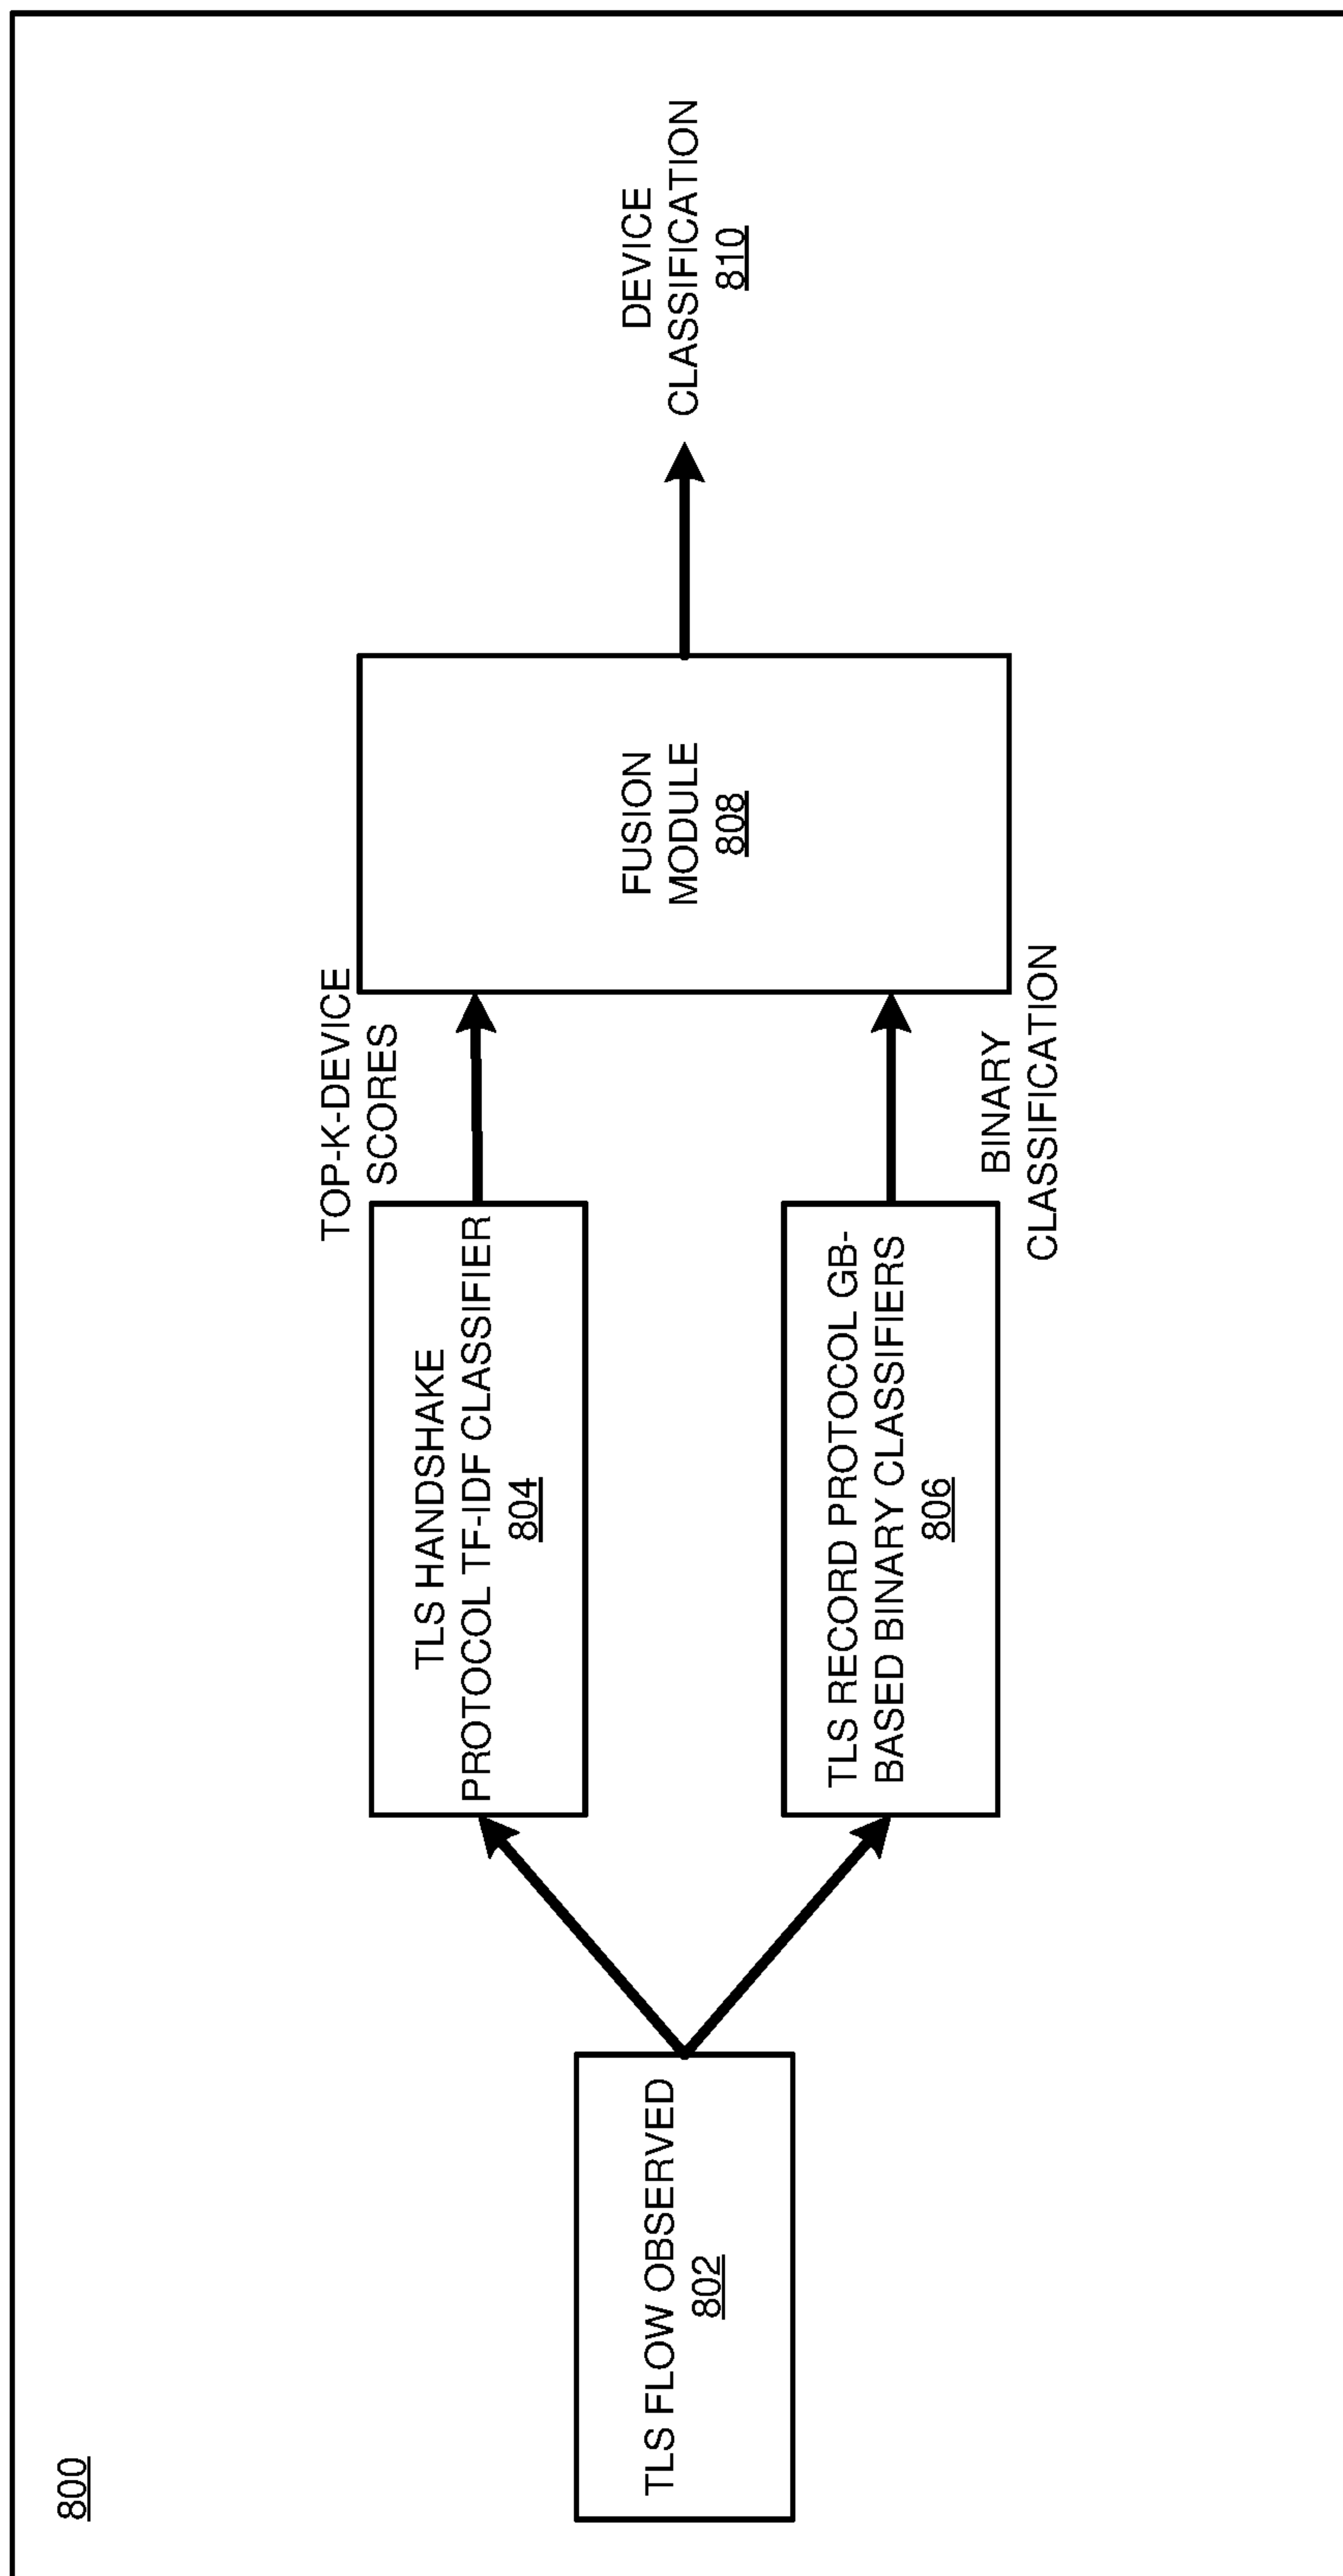 800
TLS FLOW OBSERVED
802
TLS HANDSHAKE
PROTOCOL TF-IDF CLASSIFIER
804
TLS RECORD PROTOCOL GB-
BASED BINARY CLASSIFIERS
806
TOP-K-DEVICE
SCORES
BINARY
CLASSIFICATION
FUSION
MODULE
808
DEVICE
CLASSIFICATION
810